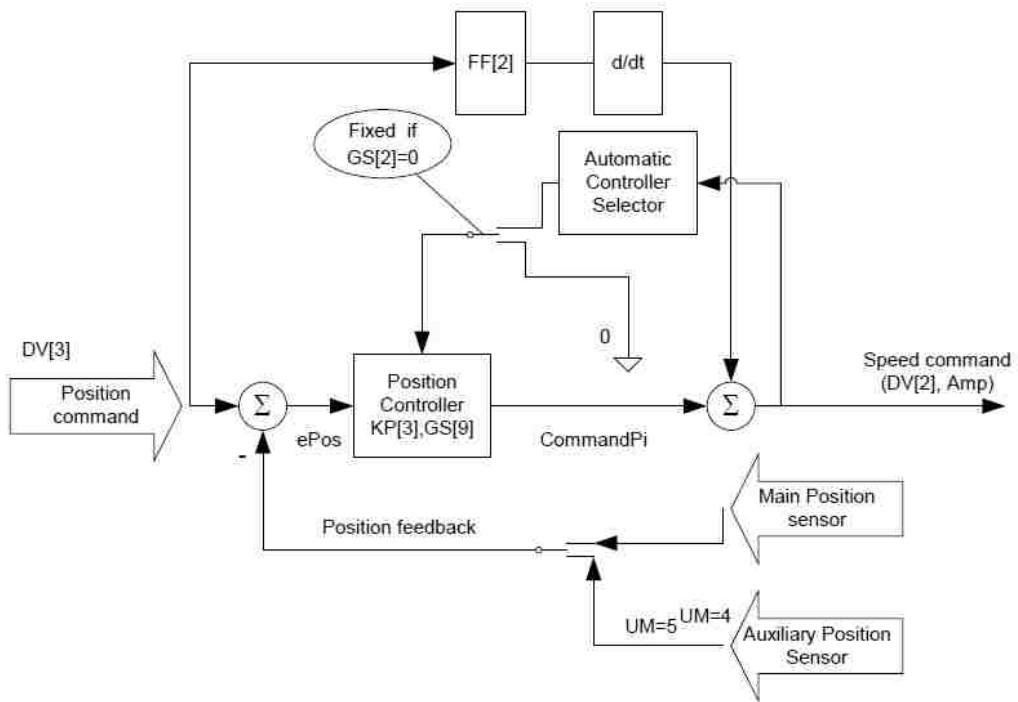 FF[2]
d/dt
Fixed if
GS[2]=0
Automatic
Controller
Selector
0
DV[3]
Position
command
Σ
ePos
Position
Controller
KP[3],GS[9]
CommandPi
Σ
Speed command
(DV[2], Amp)
-
Position feedback
Main Position
sensor
UM=5
UM=4
Auxiliary Position
Sensor